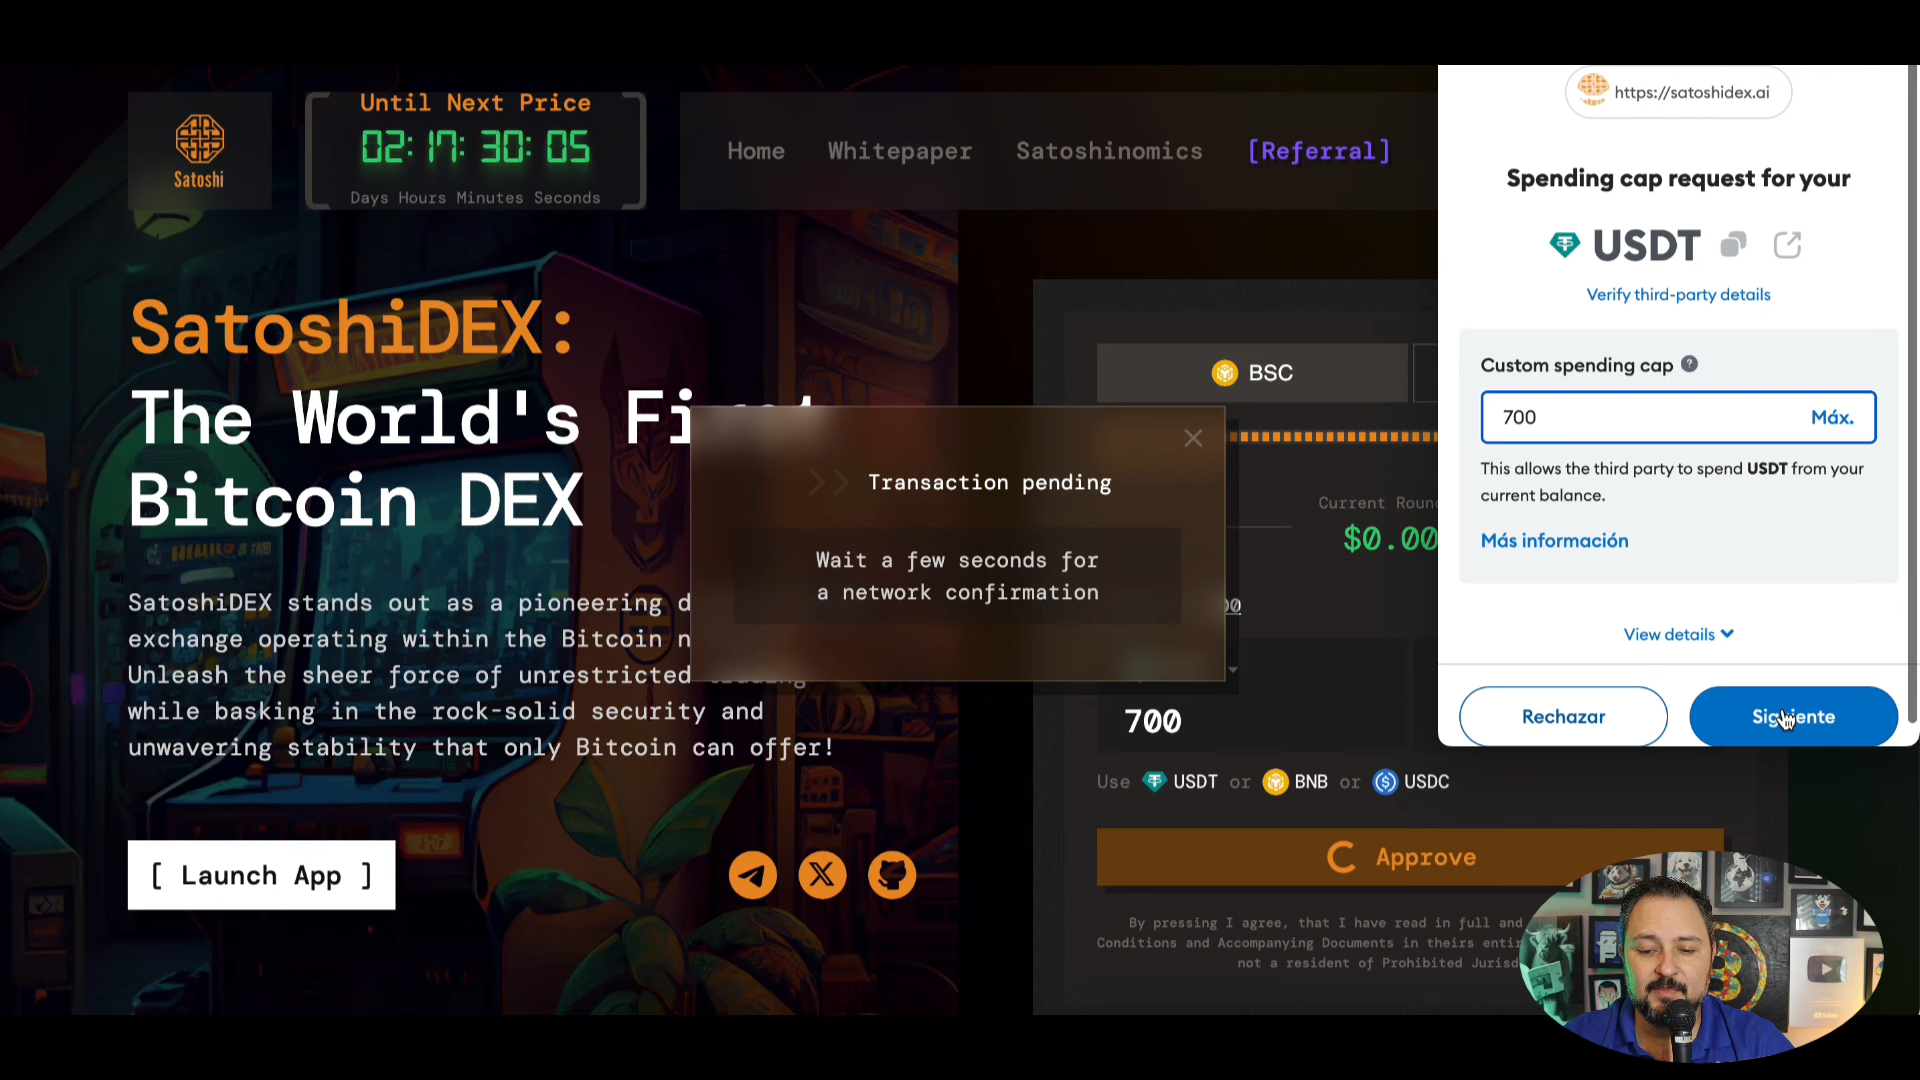 Satoshi
Until Next Price
02: 17: 30: 05
Days Hours Minutes Seconds
Home
Whitepaper
Satoshinomics
[Referral]
SatoshiDEX:
The World's First
Bitcoin DEX
SatoshiDEX stands out as a pioneering d
exchange operating within the Bitcoin n
Unleash the sheer force of unrestricted trading
while basking in the rock-solid security and
unwavering stability that only Bitcoin can offer!
[ Launch App ]
Transaction pending
Wait a few seconds for
a network confirmation
BSC
Current Roun
$0.00
00
700
Use USDT or BNB or USDC
Approve
By pressing I agree, that I have read in full and
Conditions and Accompanying Documents in theirs entir
not a resident of Prohibited Jurisd
https://satoshidex.ai
Spending cap request for your
USDT
Verify third-party details
Custom spending cap ?
700 Máx.
This allows the third party to spend USDT from your
current balance.
Más información
View details
Rechazar
Siguiente